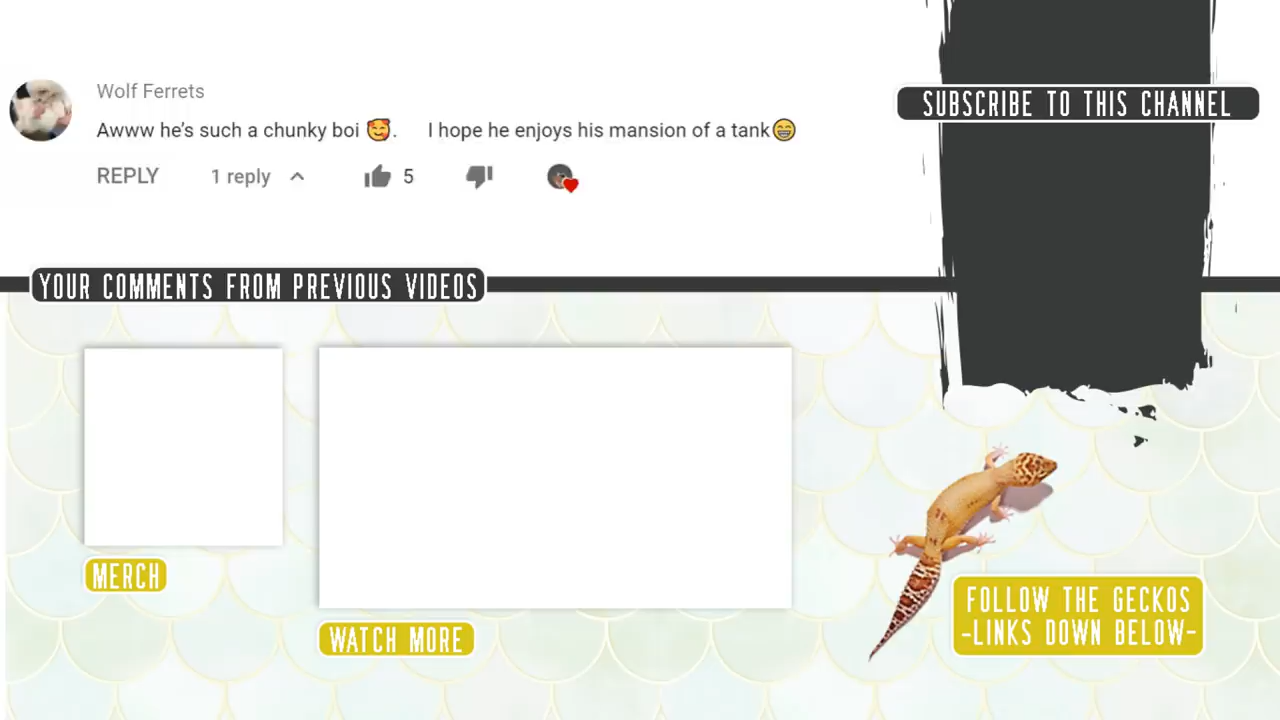 Wolf Ferrets
Awww he's such a chunky boi 🥰. I hope he enjoys his mansion of a tank😁
REPLY 1 reply 5
SUBSCRIBE TO THIS CHANNEL
YOUR COMMENTS FROM PREVIOUS VIDEOS
MERCH
WATCH MORE
FOLLOW THE GECKOS
-LINKS DOWN BELOW-